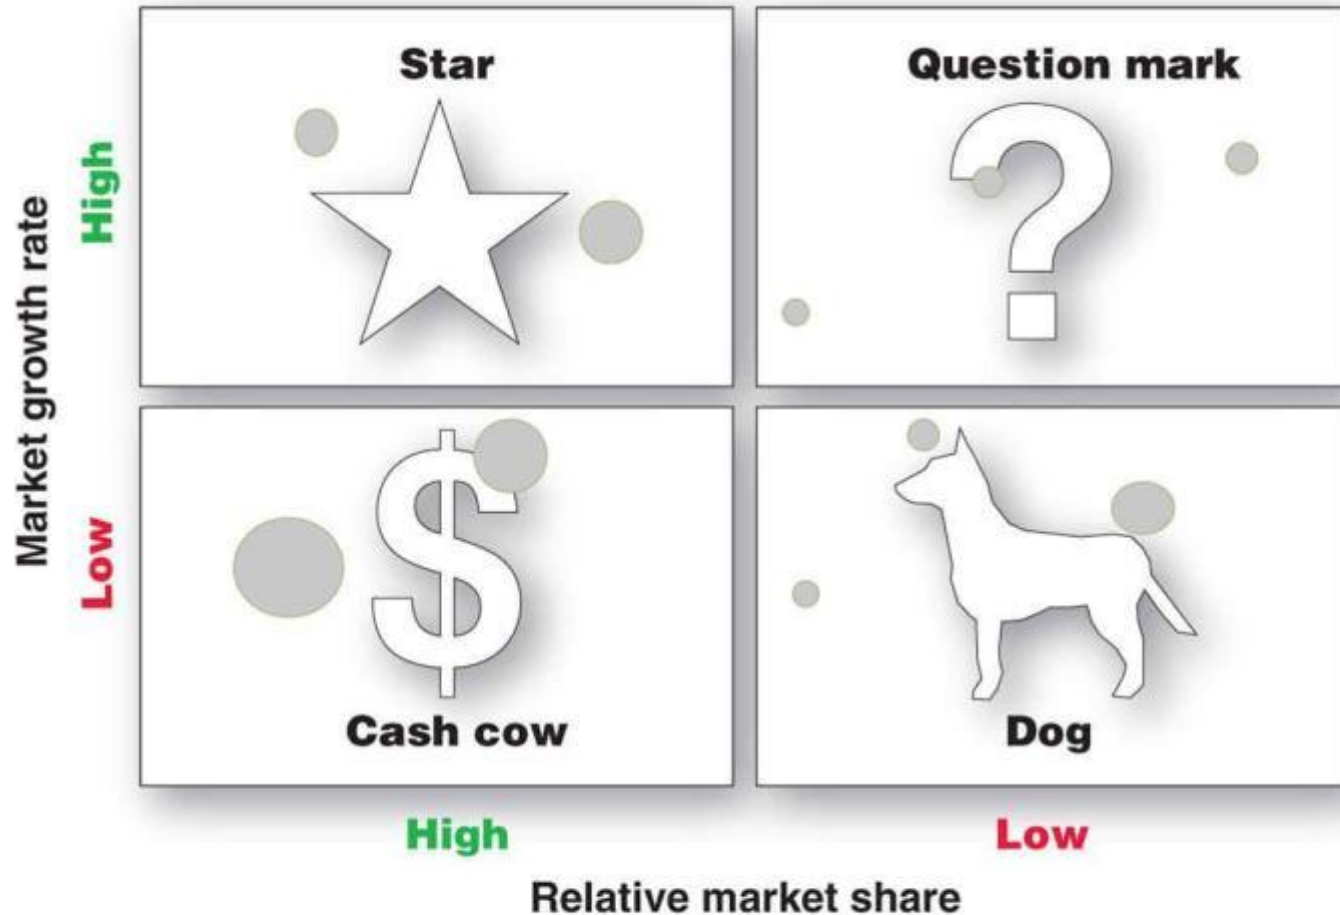 Star
Question mark
High
Market growth rate
Low
Cash cow
Dog
High
Low
Relative market share